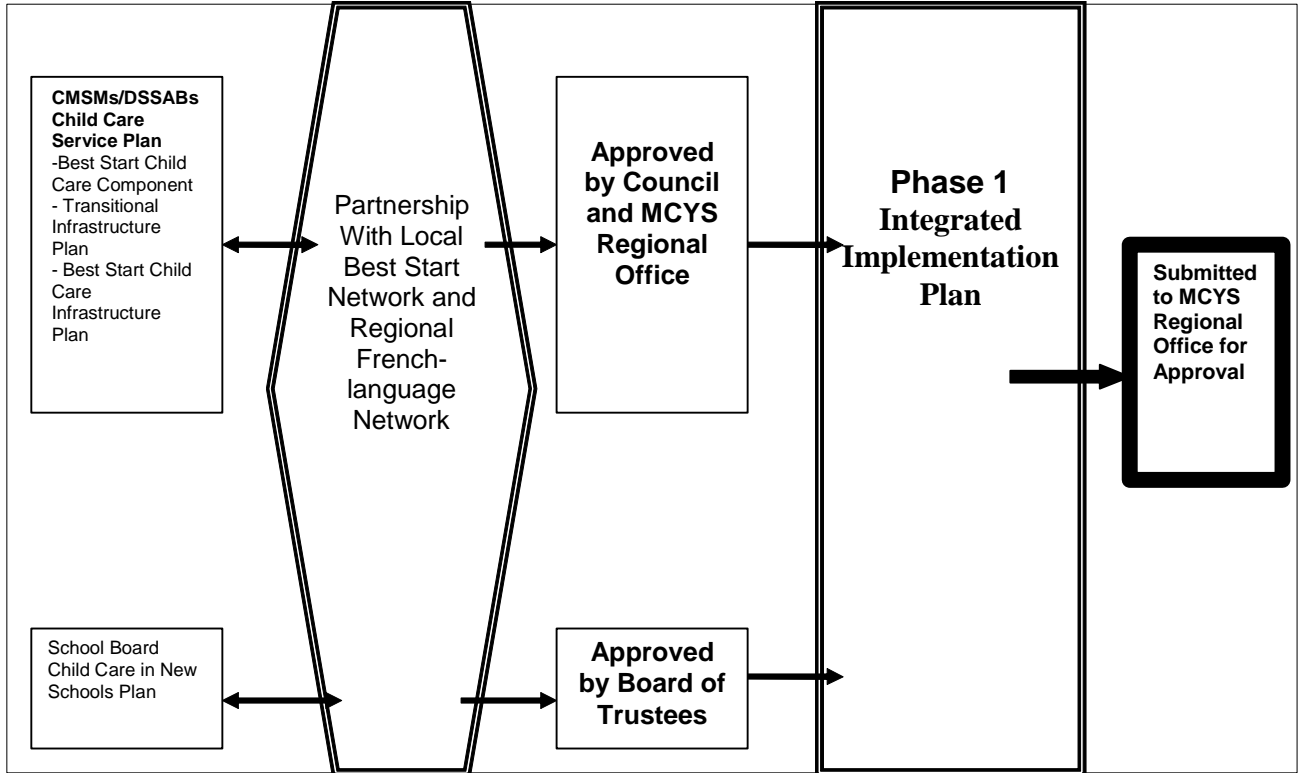 CMSMs/DSSABs
Child Care
Service Plan
-Best Start Child
Care Component
- Transitional
Infrastructure
Plan
- Best Start Child
Care
Infrastructure
Plan
Partnership
With Local
Best Start
Network and
Regional
French-
language
Network
Approved
by Council
and MCYS
Regional
Office
Phase 1
Integrated
Implementation
Plan
Submitted
to MCYS
Regional
Office for
Approval
School Board
Child Care in New
Schools Plan
Approved
by Board of
Trustees